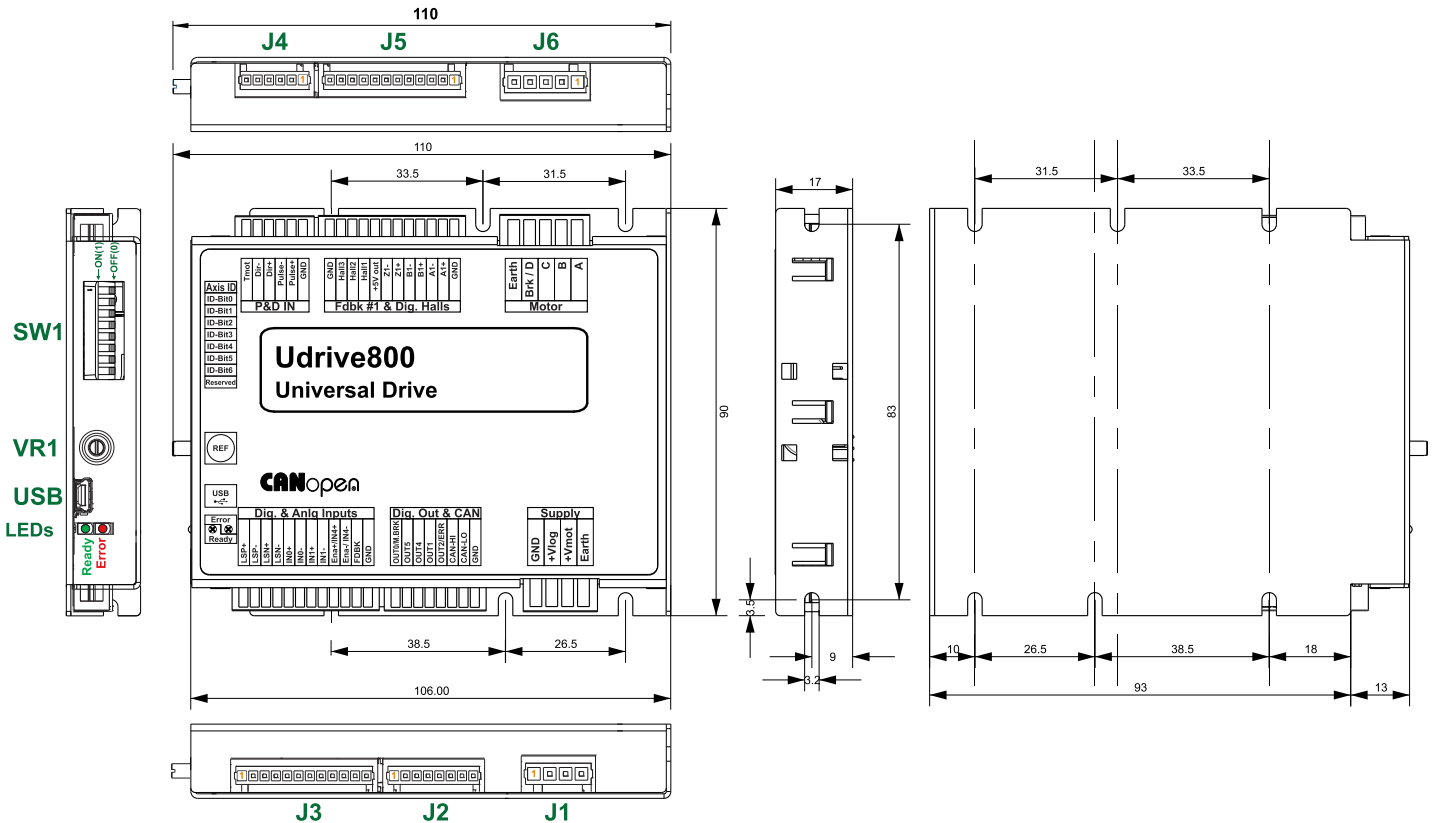 110
J4 J5 J6
1 1 1
110
33.5 31.5
17
31.5 33.5
←ON(1)
←OFF(0)
SW1
VR1
USB
LEDs
Ready
Error
Tmot
Dir-
Dir+
Pulse-
Pulse+
GND
P&D IN
GND
Hall3
Hall2
Hall1
+5V out
Z1-
Z1+
B1-
B1+
A1-
A1+
GND
Fdbk #1 & Dig. Halls
Earth
Brk / D
C
B
A
Motor
Axis ID
ID-Bit0
ID-Bit1
ID-Bit2
ID-Bit3
ID-Bit4
ID-Bit5
ID-Bit6
Reserved
Udrive800
Universal Drive
REF
USB
Error
Ready
CANopen
Dig. & Anlg Inputs
LSP+
LSP-
LSN+
LSN-
IN0+
IN0-
IN1+
IN1-
Ena+/IN4+
Ena-/ IN4-
FDBK
GND
Dig. Out & CAN
OUT0/M.BRK
OUT5
OUT4
OUT1
OUT2/ERR
CAN-HI
CAN-LO
GND
Supply
GND
+Vlog
+Vmot
Earth
90
83
3.5
9
3.2
38.5 26.5
106.00
10 26.5 38.5 18
93 13
1 1 1
J3 J2 J1